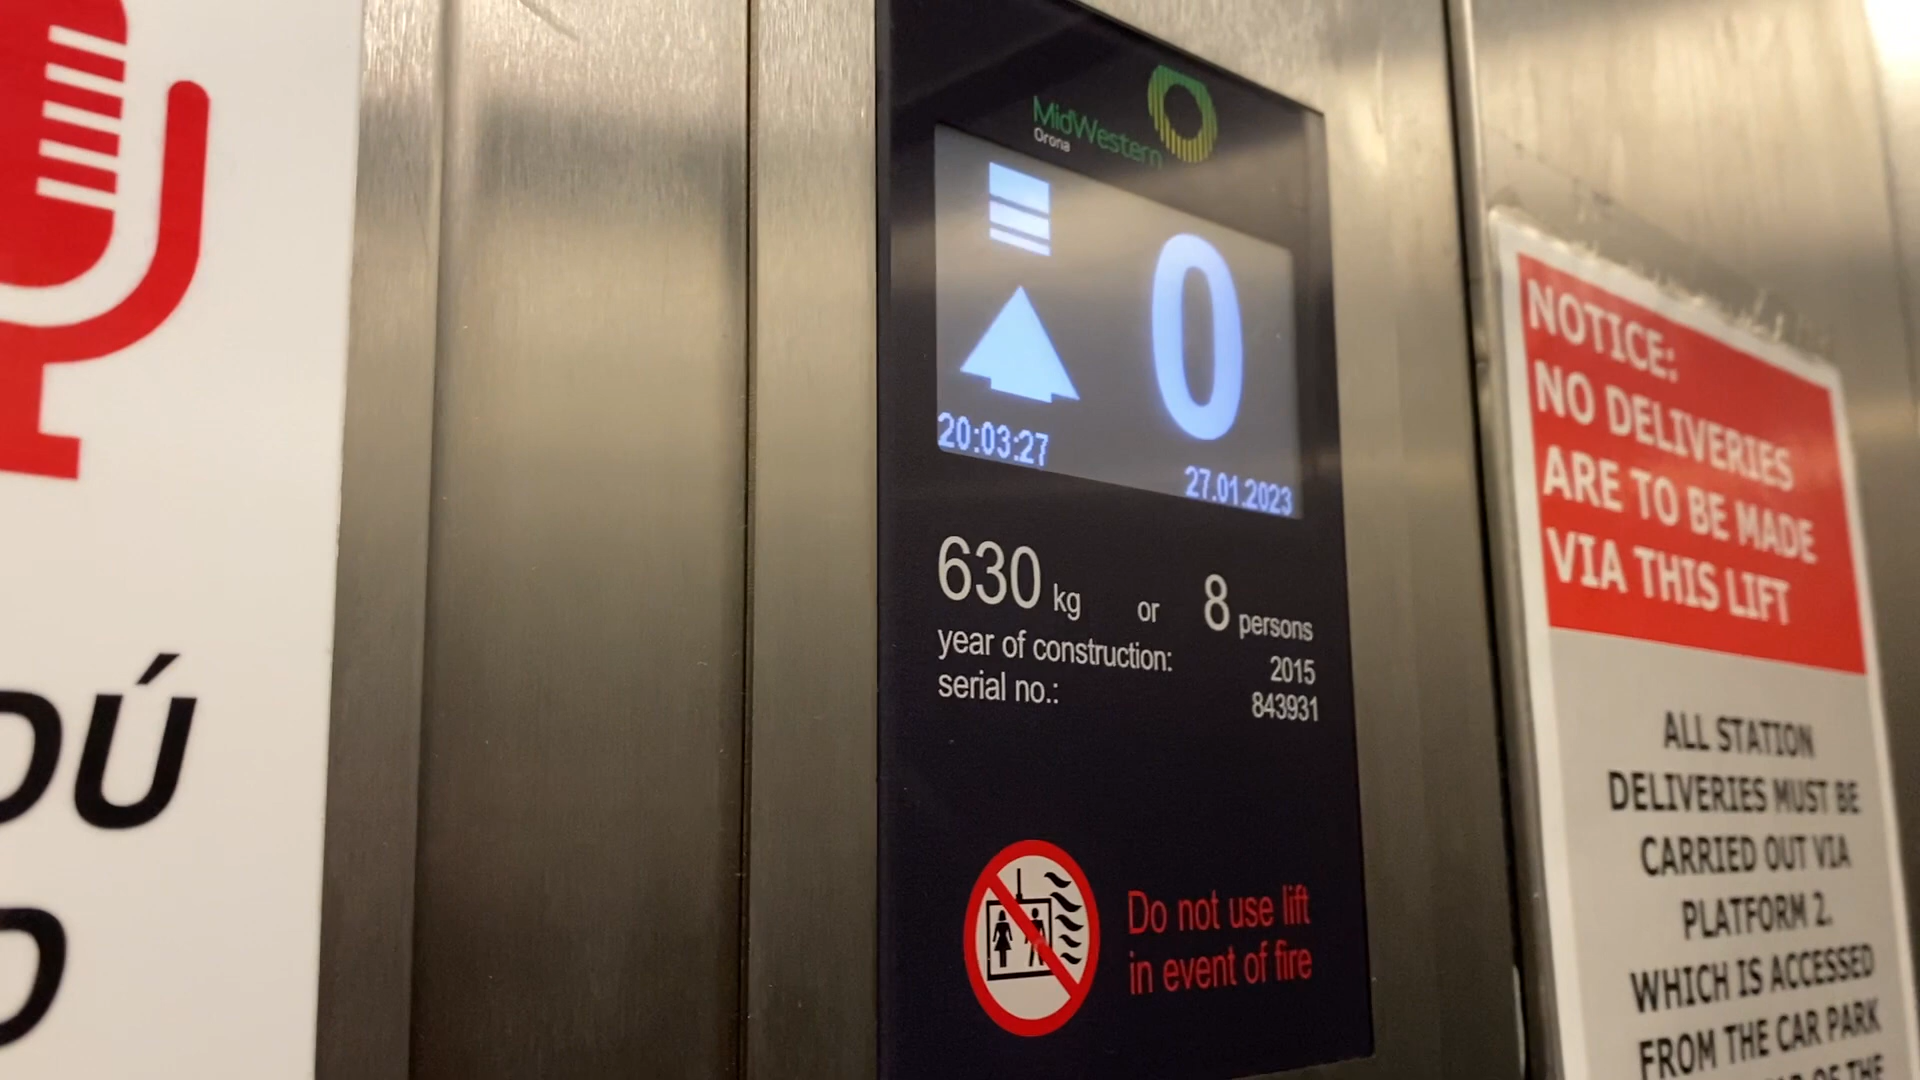 DÚ
MidWestern
Orona
0
20:03:27
27.01.2023
630 kg or 8 persons
year of construction: 2015
serial no.: 843931
Do not use lift
in event of fire
NOTICE:
NO DELIVERIES
ARE TO BE MADE
VIA THIS LIFT
ALL STATION
DELIVERIES MUST BE
CARRIED OUT VIA
PLATFORM 2.
WHICH IS ACCESSED
FROM THE CAR PARK
OF THE